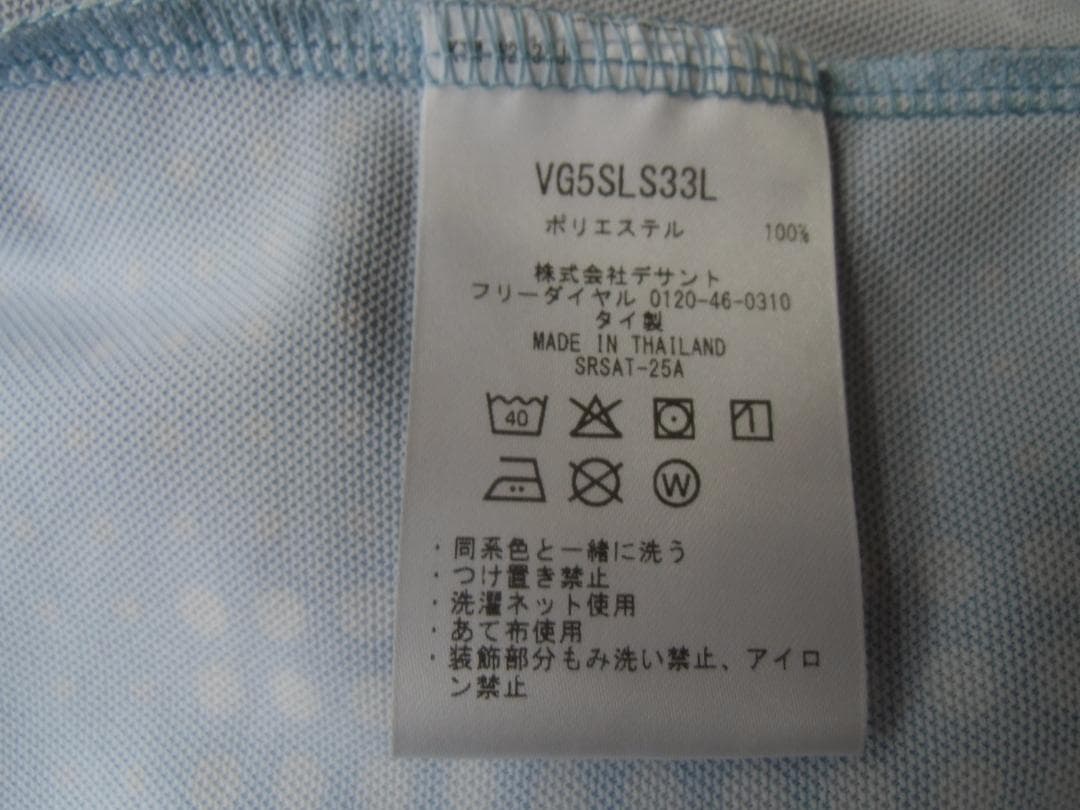 VG5SLS33L
ポリエステル 100%
株式会社デサント
フリーダイヤル 0120-46-0310
タイ製
MADE IN THAILAND
SRSAT-25A
40
W
・同系色と一緒に洗う
・つけ置き禁止
・洗濯ネット使用
・あて布使用
・装飾部分もみ洗い禁止、アイロ
ン禁止